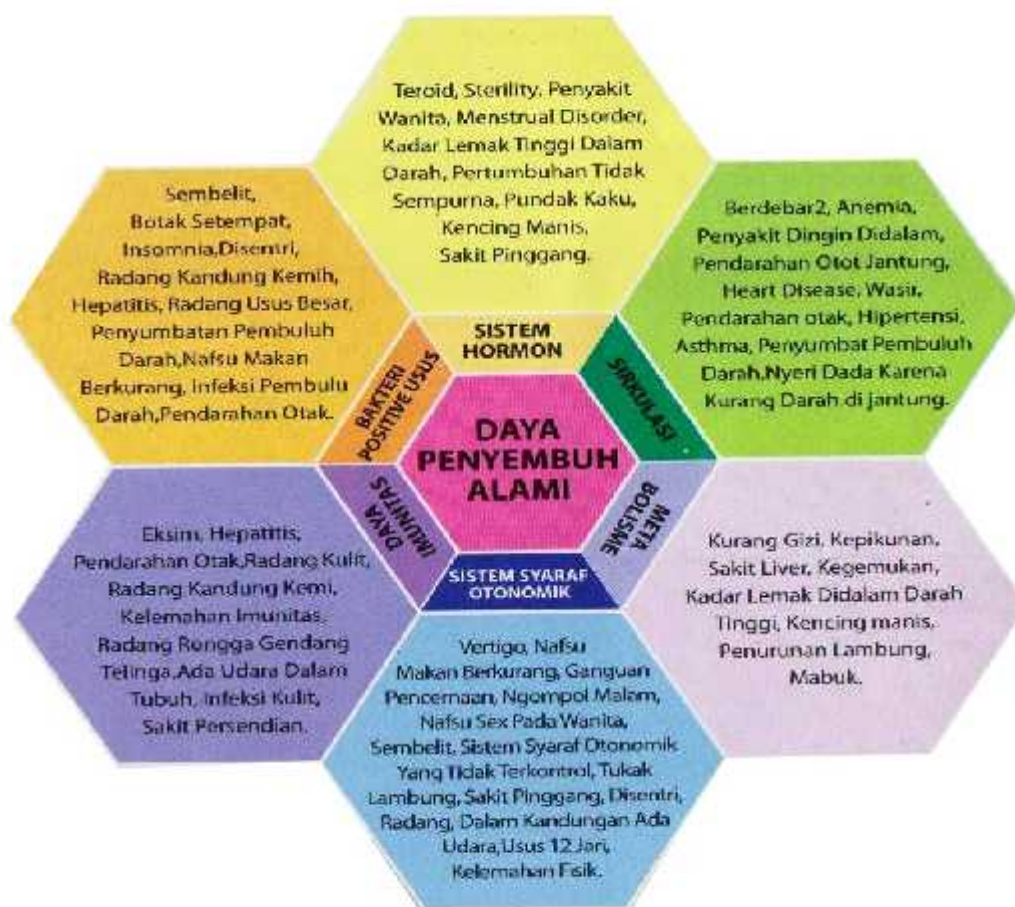 Teroid, Sterility, Penyakit
Wanita, Menstrual Disorder,
Kadar Lemak Tinggi Dalam
Darah, Pertumbuhan Tidak
Sempurna, Pundak Kaku,
Kencing Manis,
Sakit Pinggang.
SISTEM
HORMON
Sembelit,
Botak Setempat,
Insomnia,Disentri,
Radang Kandung Kemih,
Hepatitis, Radang Usus Besar,
Penyumbatan Pembuluh
Darah,Nafsu Makan
Berkurang, Infeksi Pembulu
Darah,Pendarahan Otak.
BAKTERI
POSITIVE USUS
Berdebar2, Anemia,
Penyakit Dingin Didalam,
Pendarahan Otot Jantung,
Heart Disease, Wasir,
Pendarahan otak, Hipertensi,
Asthma, Penyumbat Pembuluh
Darah,Nyeri Dada Karena
Kurang Darah di jantung.
SIRKULASI
DAYA
PENYEMBUH
ALAMI
Eksim, Hepatitis,
Pendarahan Otak,Radang Kulit,
Radang Kandung Kemi,
Kelemahan Imunitas,
Radang Rongga Gendang
Telinga,Ada Udara Dalam
Tubuh, Infeksi Kulit,
Sakit Persendian.
DAYA
IMUNITAS
META
BOLISME
Kurang Gizi, Kepikunan,
Sakit Liver, Kegemukan,
Kadar Lemak Didalam Darah
Tinggi, Kencing manis,
Penurunan Lambung,
Mabuk.
SISTEM SYARAF
OTONOMIK
Vertigo, Nafsu
Makan Berkurang, Ganguan
Pencernaan, Ngompol Malam,
Nafsu Sex Pada Wanita,
Sembelit, Sistem Syaraf Otonomik
Yang Tidak Terkontrol, Tukak
Lambung, Sakit Pinggang, Disentri,
Radang, Dalam Kandungan Ada
Udara,Usus 12 Jari,
Kelemahan Fisik.